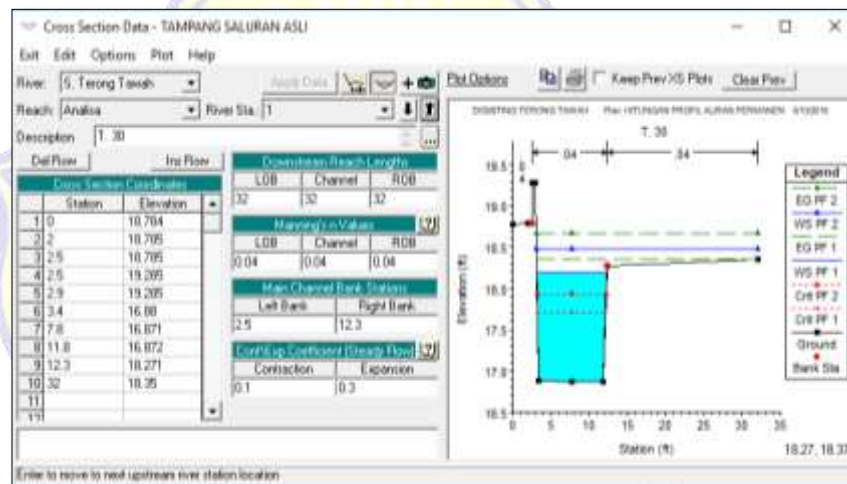 Cross Section Data - TAMPANG SALURAN ASLI
Exit Edit Options Plot Help
River: S. Terong Tawah
Apply Data
Plot Options
Keep Prev XS Plots
Clear Prev
Reach: Analisa
River Sta.: 1
Description T. 30
Del Row
Ins Row
Cross Section Coordinates
Station Elevation
1 0 18.784
2 2 18.785
3 2.5 18.785
4 2.5 19.285
5 2.9 19.285
6 3.4 16.88
7 7.8 16.871
8 11.8 16.872
9 12.3 18.271
10 32 18.35
11
12
Downstream Reach Lengths
LOB Channel ROB
32 32 32
Manning's n Values
LOB Channel ROB
0.04 0.04 0.04
Main Channel Bank Stations
Left Bank Right Bank
2.5 12.3
Cont\Exp Coefficient (Steady Flow)
Contraction Expansion
0.1 0.3
T. 30
.04 .04
Elevation (ft)
19.5
19.0
18.5
18.0
17.5
17.0
16.5
0 5 10 15 20 25 30 35
Station (ft)
Legend
EG PF 2
WS PF 2
EG PF 1
WS PF 1
Crit PF 2
Crit PF 1
Ground
Bank Sta
Enter to move to next upstream river station location